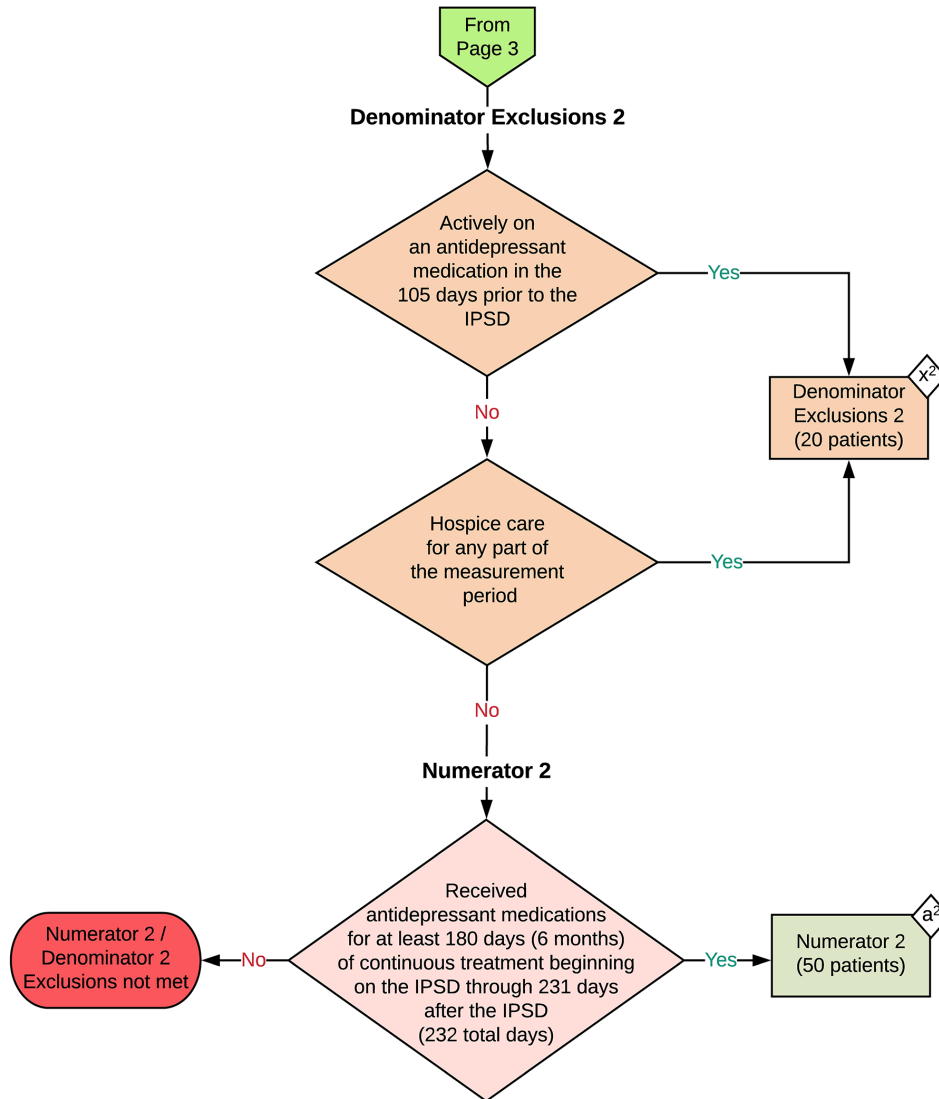 From
Page 3
Denominator Exclusions 2
Actively on
an antidepressant
medication in the
105 days prior to the
IPSD
Yes
x²
Denominator
Exclusions 2
(20 patients)
No
Hospice care
for any part of
the measurement
period
Yes
No
Numerator 2
Received
antidepressant medications
for at least 180 days (6 months)
of continuous treatment beginning
on the IPSD through 231 days
after the IPSD
(232 total days)
No
Numerator 2 /
Denominator 2
Exclusions not met
Yes
a²
Numerator 2
(50 patients)